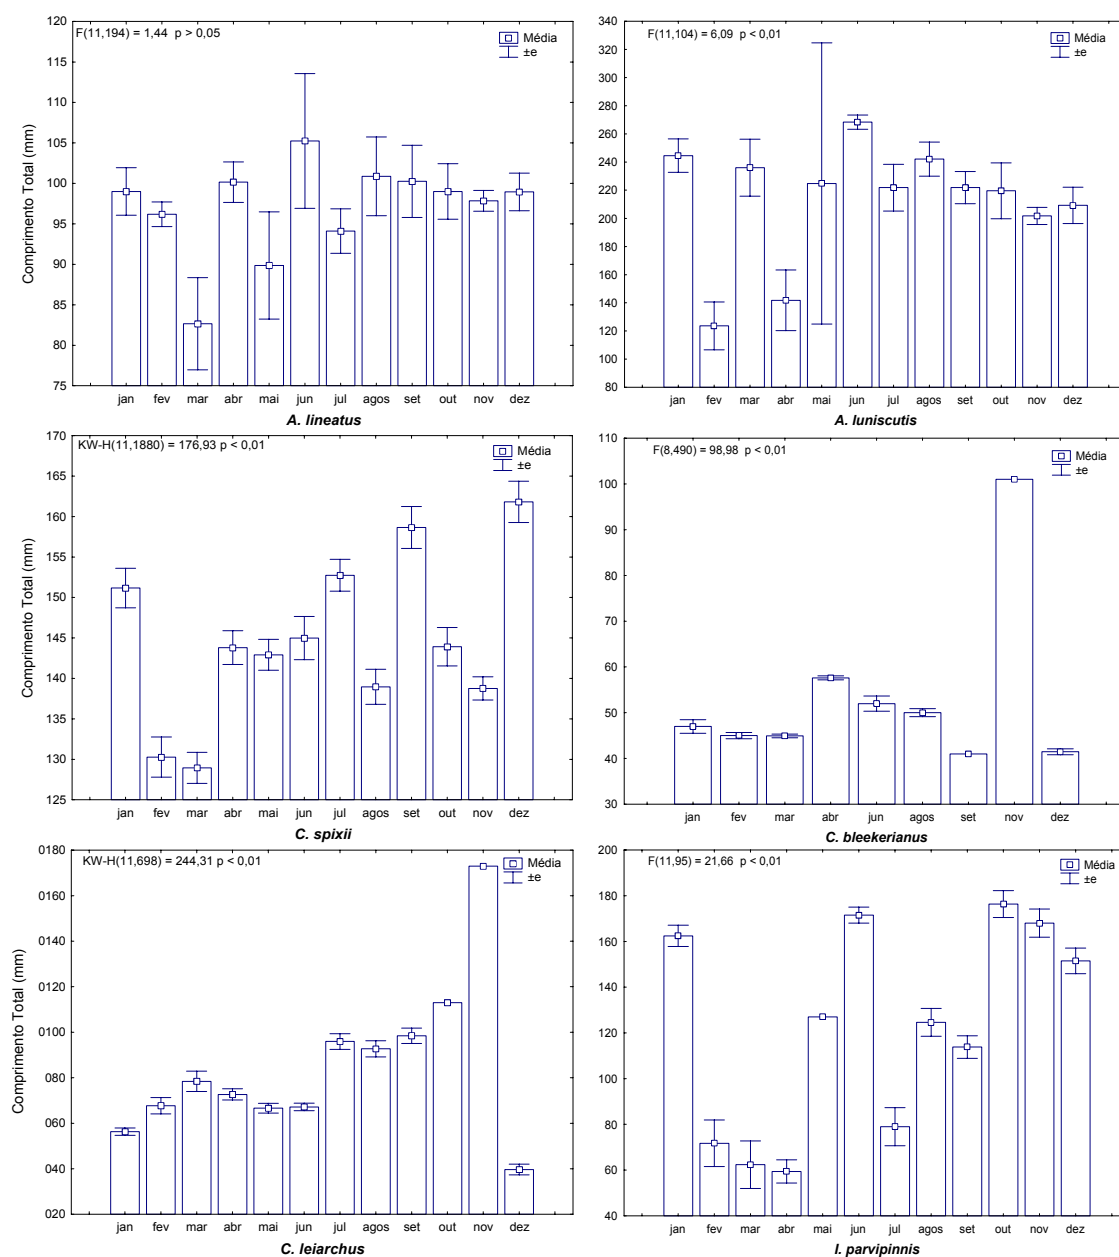 F(11,194) = 1,44 p > 0,05
Média
±e
Comprimento Total (mm)
120
115
110
105
100
95
90
85
80
75
jan fev mar abr mai jun jul agos set out nov dez
A. lineatus
F(11,104) = 6,09 p < 0,01
Média
±e
340
320
300
280
260
240
220
200
180
160
140
120
100
80
jan fev mar abr mai jun jul agos set out nov dez
A. luniscutis
KW-H(11,1880) = 176,93 p < 0,01
Média
±e
Comprimento Total (mm)
170
165
160
155
150
145
140
135
130
125
jan fev mar abr mai jun jul agos set out nov dez
C. spixii
F(8,490) = 98,98 p < 0,01
Média
±e
110
100
90
80
70
60
50
40
30
jan fev mar abr jun agos set nov dez
C. bleekerianus
KW-H(11,698) = 244,31 p < 0,01
Média
±e
Comprimento Total (mm)
0180
0160
0140
0120
0100
080
060
040
020
jan fev mar abr mai jun jul agos set out nov dez
C. leiarchus
F(11,95) = 21,66 p < 0,01
Média
±e
200
180
160
140
120
100
80
60
40
jan fev mar abr mai jun jul agos set out nov dez
I. parvipinnis